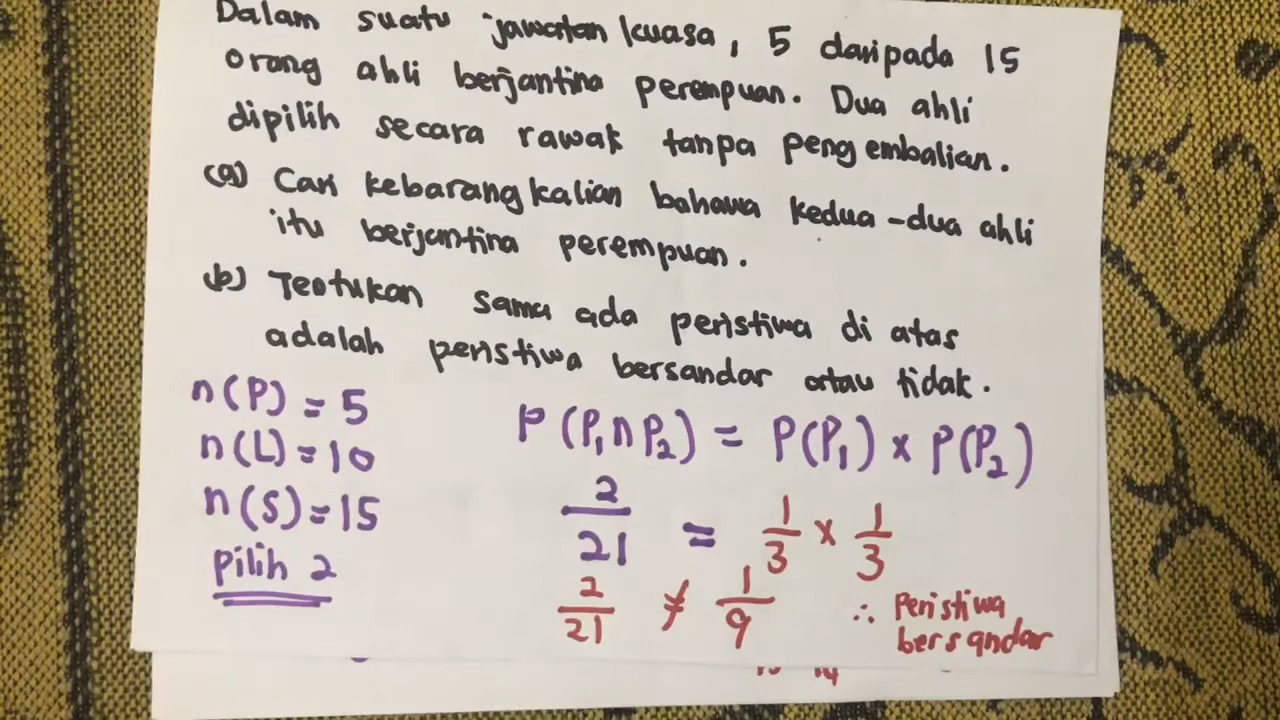 Dalam suatu jawatan kuasa, 5 daripada 15
orang ahli berjantina perempuan. Dua ahli
dipilih secara rawak tanpa pengembalian.
(a) Cari kebarangkalian bahawa kedua-dua ahli
itu berjantina perempuan.
(b) Tentukan sama ada peristiwa di atas
adalah peristiwa bersandar atau tidak.
n(P) = 5
n(L) = 10
n(S) = 15
Pilih 2
P(P₁ ∩ P₂) = P(P₁) × P(P₂)
2/21 = 1/3 × 1/3
2/21 ≠ 1/9
∴ Peristiwa
bersandar